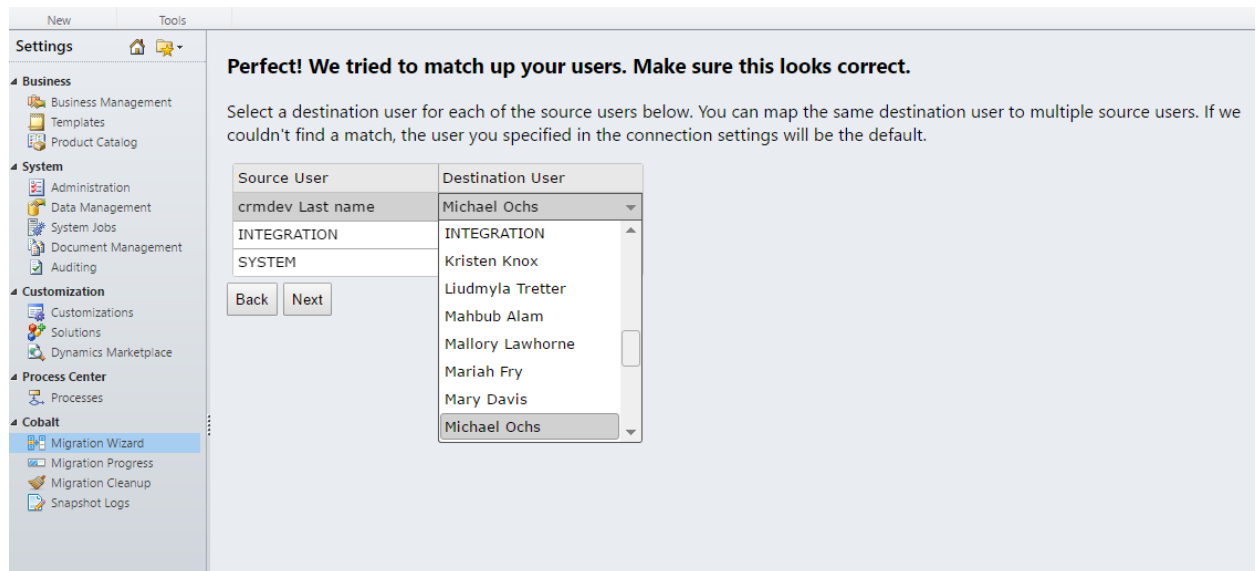 New Tools
Settings
Business
Business Management
Templates
Product Catalog
System
Administration
Data Management
System Jobs
Document Management
Auditing
Customization
Customizations
Solutions
Dynamics Marketplace
Process Center
Processes
Cobalt
Migration Wizard
Migration Progress
Migration Cleanup
Snapshot Logs
Perfect! We tried to match up your users. Make sure this looks correct.
Select a destination user for each of the source users below. You can map the same destination user to multiple source users. If we
couldn't find a match, the user you specified in the connection settings will be the default.
Source User Destination User
crmdev Last name Michael Ochs
INTEGRATION
SYSTEM
Back Next
INTEGRATION
Kristen Knox
Liudmyla Tretter
Mahbub Alam
Mallory Lawhorne
Mariah Fry
Mary Davis
Michael Ochs